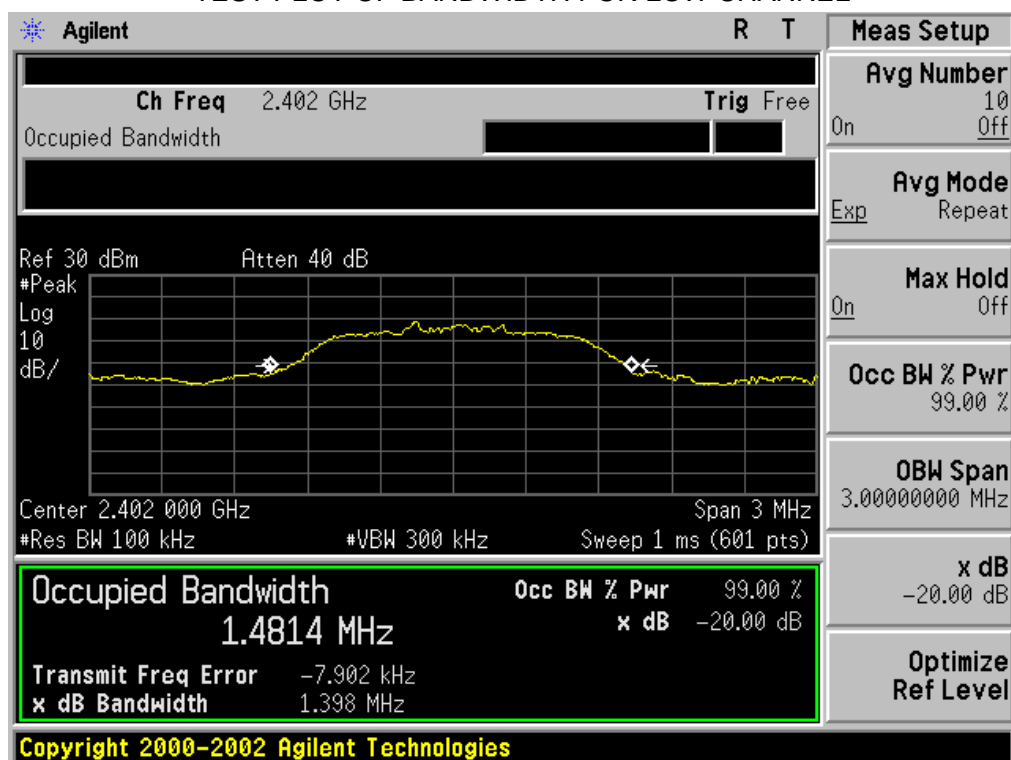 Agilent R T
Ch Freq 2.402 GHz Trig Free
Occupied Bandwidth
Ref 30 dBm Atten 40 dB
#Peak
Log
10
dB/
Center 2.402 000 GHz Span 3 MHz
#Res BW 100 kHz #VBW 300 kHz Sweep 1 ms (601 pts)
Occupied Bandwidth Occ BW % Pwr 99.00 %
1.4814 MHz x dB -20.00 dB
Transmit Freq Error -7.902 kHz
x dB Bandwidth 1.398 MHz
Copyright 2000-2002 Agilent Technologies
Meas Setup
Avg Number
10
On Off
Avg Mode
Exp Repeat
Max Hold
On Off
Occ BW % Pwr
99.00 %
OBW Span
3.00000000 MHz
x dB
-20.00 dB
Optimize
Ref Level